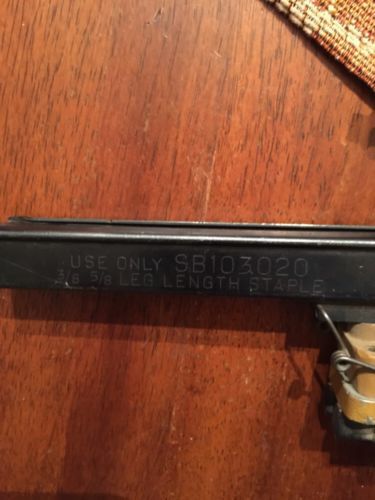 USE ONLY SB103020
3/8 5/8 LEG LENGTH STAPLE